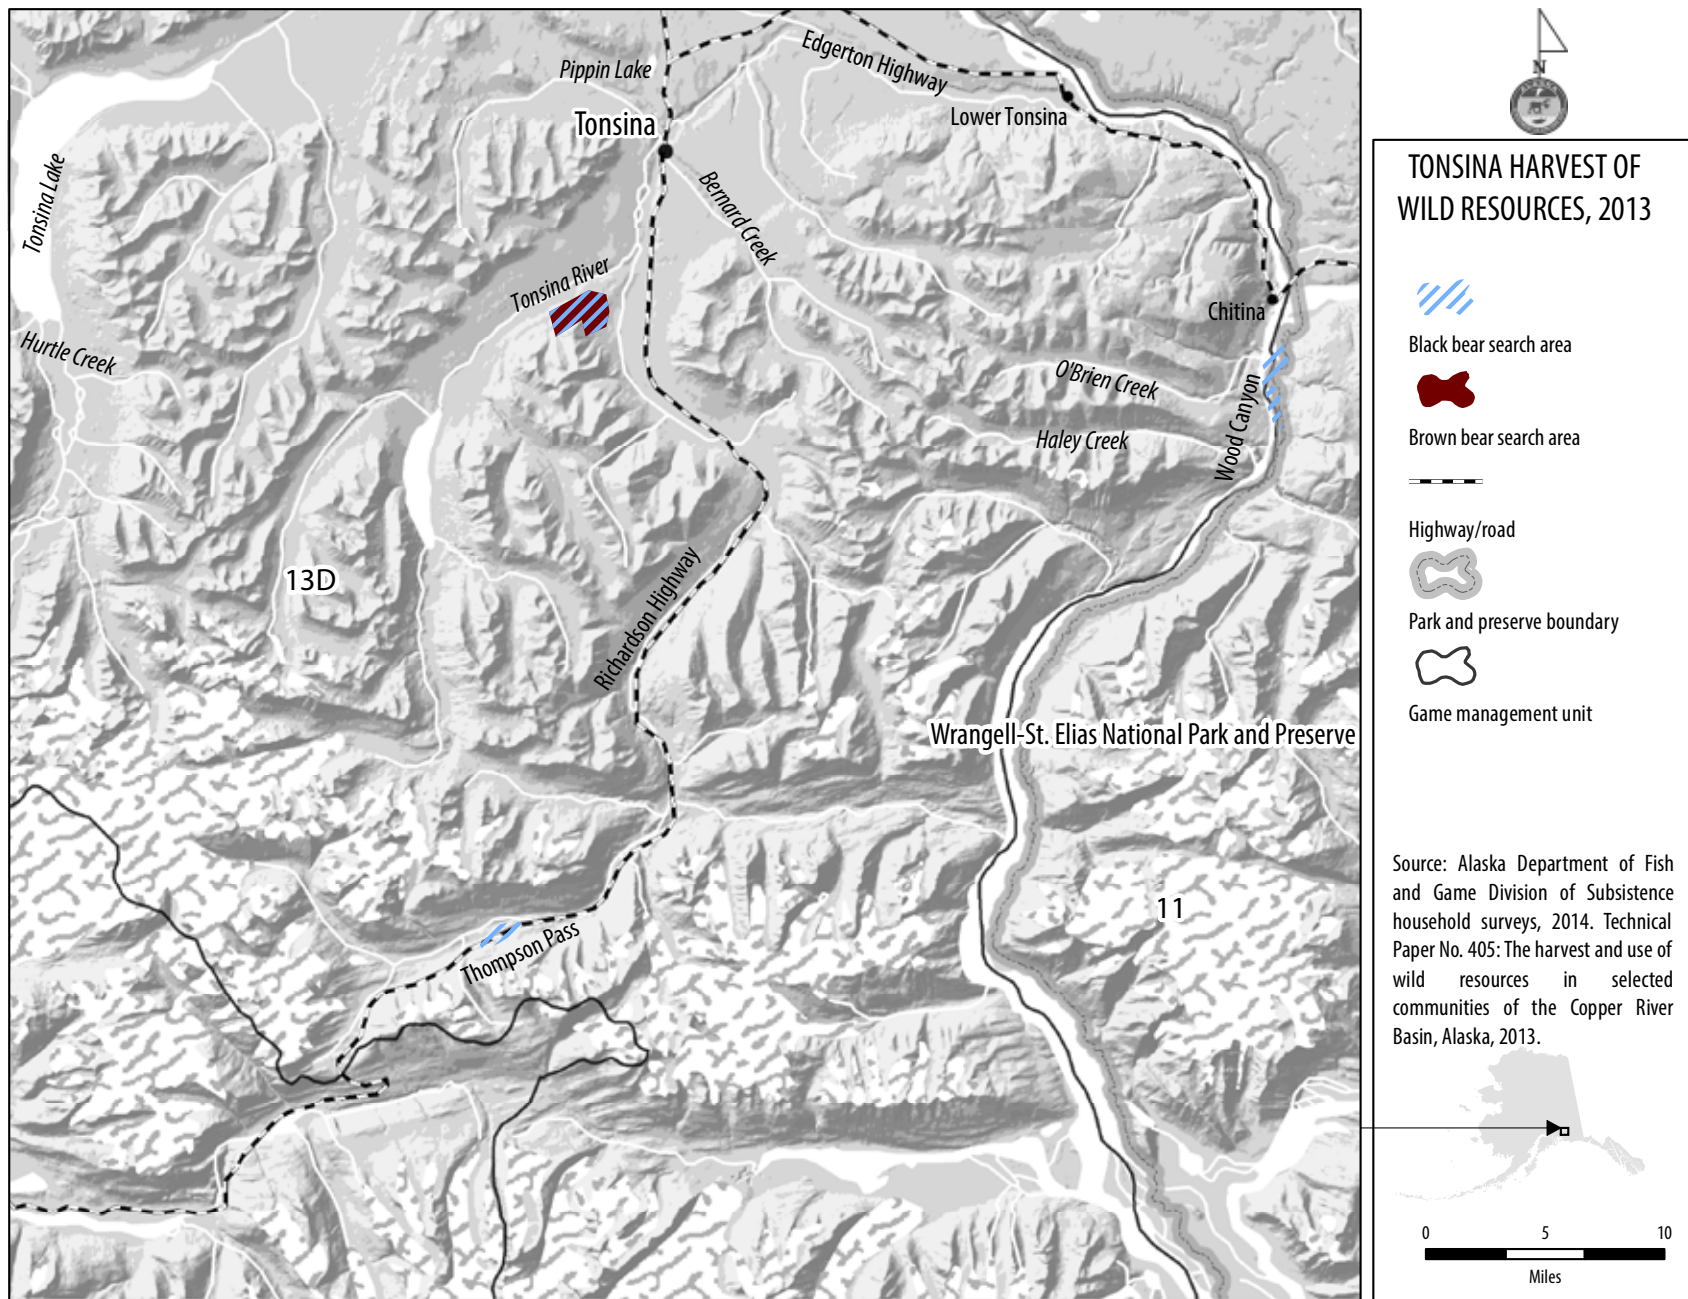 Pippin Lake
Edgerton Highway
Tonsina
Lower Tonsina
Tonsina Lake
Bernard Creek
Tonsina River
Chitina
Hurtle Creek
O'Brien Creek
Wood Canyon
Haley Creek
13D
Richardson Highway
Wrangell-St. Elias National Park and Preserve
11
Thompson Pass
N
TONSINA HARVEST OF
WILD RESOURCES, 2013
Black bear search area
Brown bear search area
Highway/road
Park and preserve boundary
Game management unit
Source: Alaska Department of Fish
and Game Division of Subsistence
household surveys, 2014. Technical
Paper No. 405: The harvest and use of
wild resources in selected
communities of the Copper River
Basin, Alaska, 2013.
0 5 10
Miles